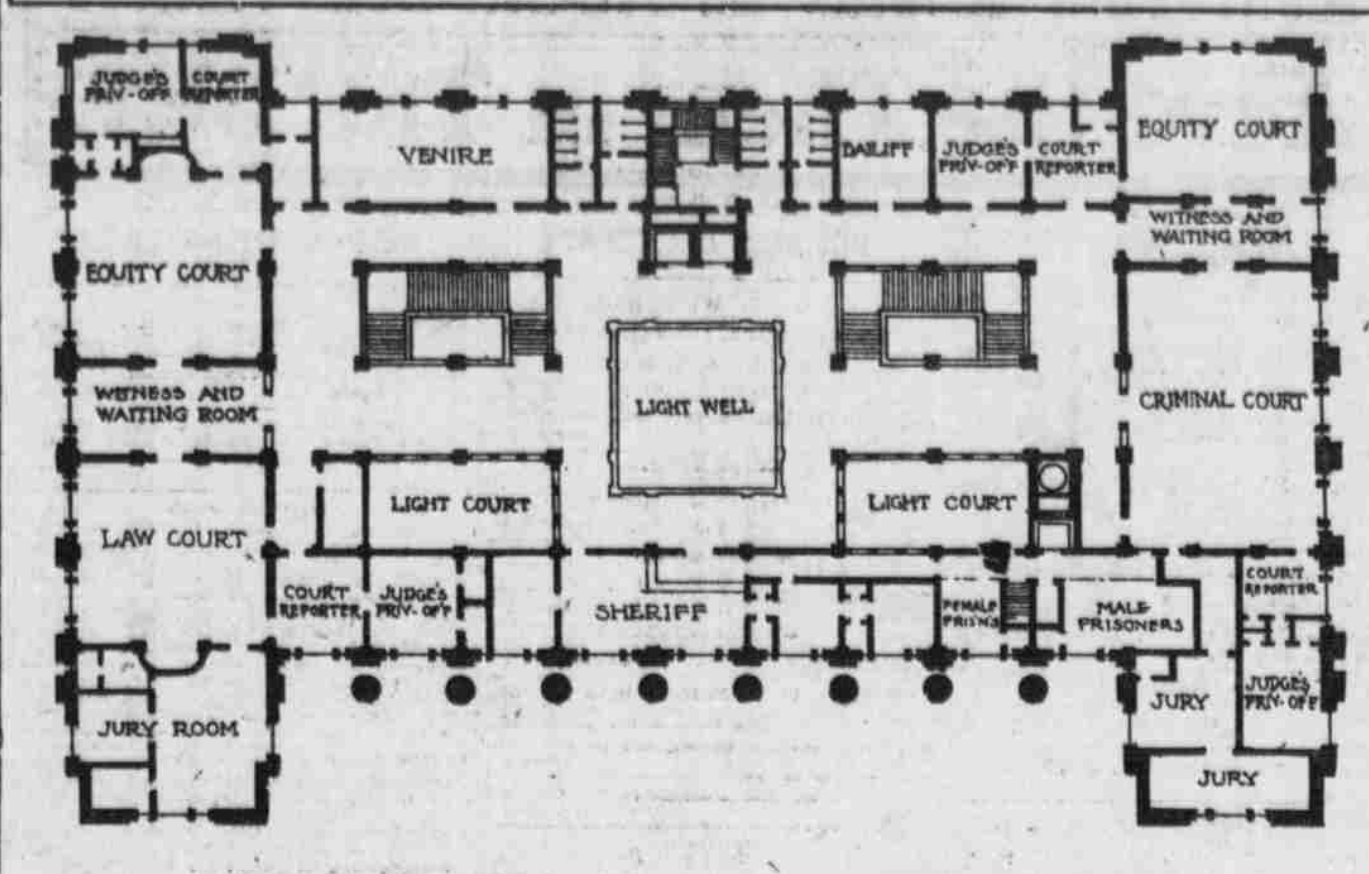 JUDGE'S
PRIV-OFF
COURT
REPORTER
VENIRE
BAILIFF
JUDGE'S
PRIV-OFF
COURT
REPORTER
EQUITY COURT
WITNESS AND
WAITING ROOM
EQUITY COURT
WITNESS AND
WAITING ROOM
LIGHT WELL
CRIMINAL COURT
LAW COURT
LIGHT COURT
LIGHT COURT
COURT
REPORTER
JUDGE'S
PRIV-OFF
SHERIFF
FEMALE
PRISN'S
MALE
PRISONERS
COURT
REPORTER
JURY ROOM
JURY
JUDGE'S
PRIV-OFF
JURY